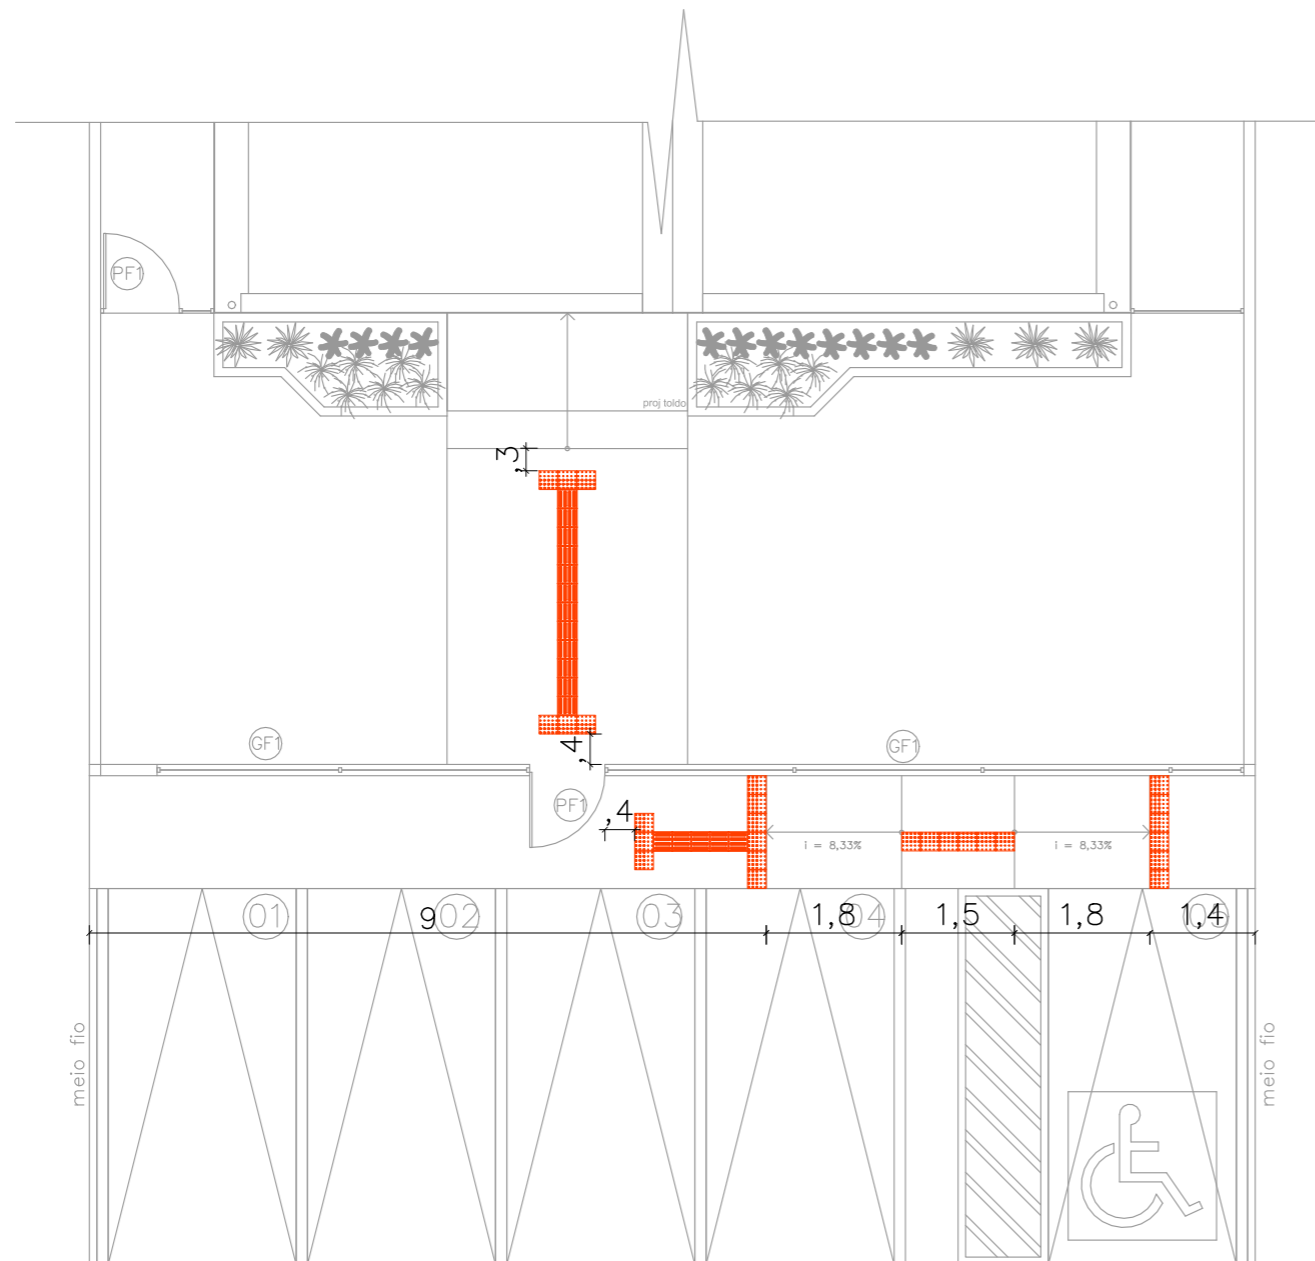 PF1
proj toldo
,3
GF1
,4
GF1
PF1
,4
i = 8,33%
i = 8,33%
01
02
03
04
05
9
1,8
1,5
1,8
1,4
meio fio
meio fio